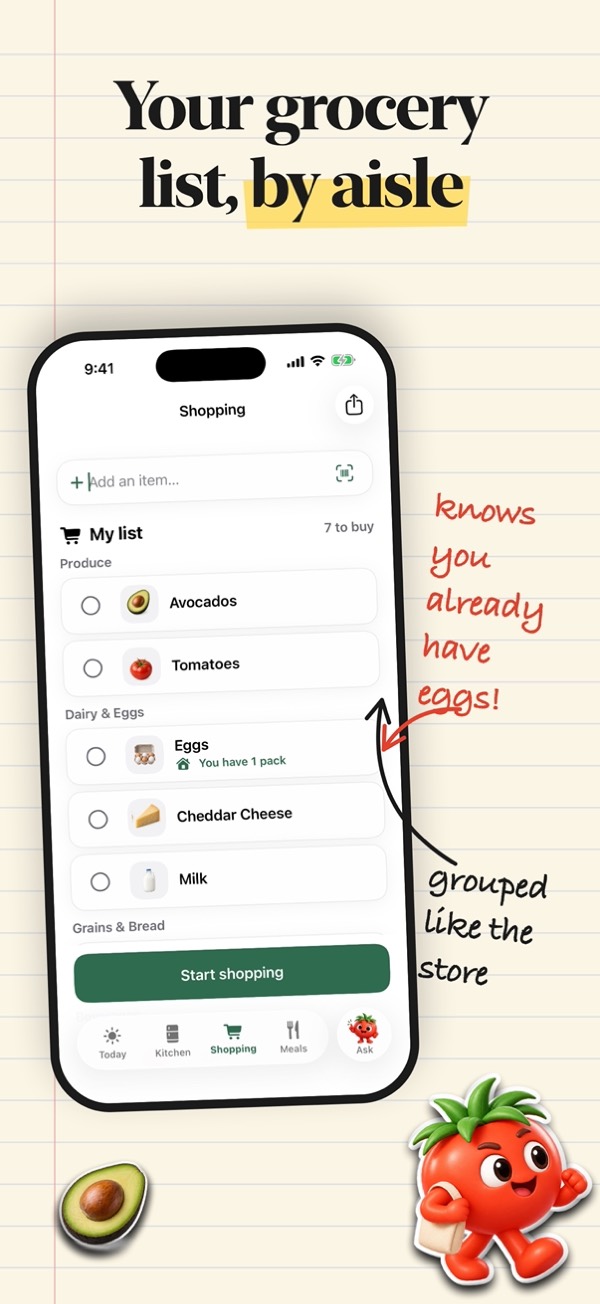 Your grocery
list, by aisle
9:41
Shopping
Add an item...
My list
7 to buy
Produce
Avocados
Tomatoes
Dairy & Eggs
Eggs
You have 1 pack
Cheddar Cheese
Milk
Grains & Bread
Start shopping
Today
Kitchen
Shopping
Meals
Ask
knows
you
already
have
eggs!
grouped
like the
store